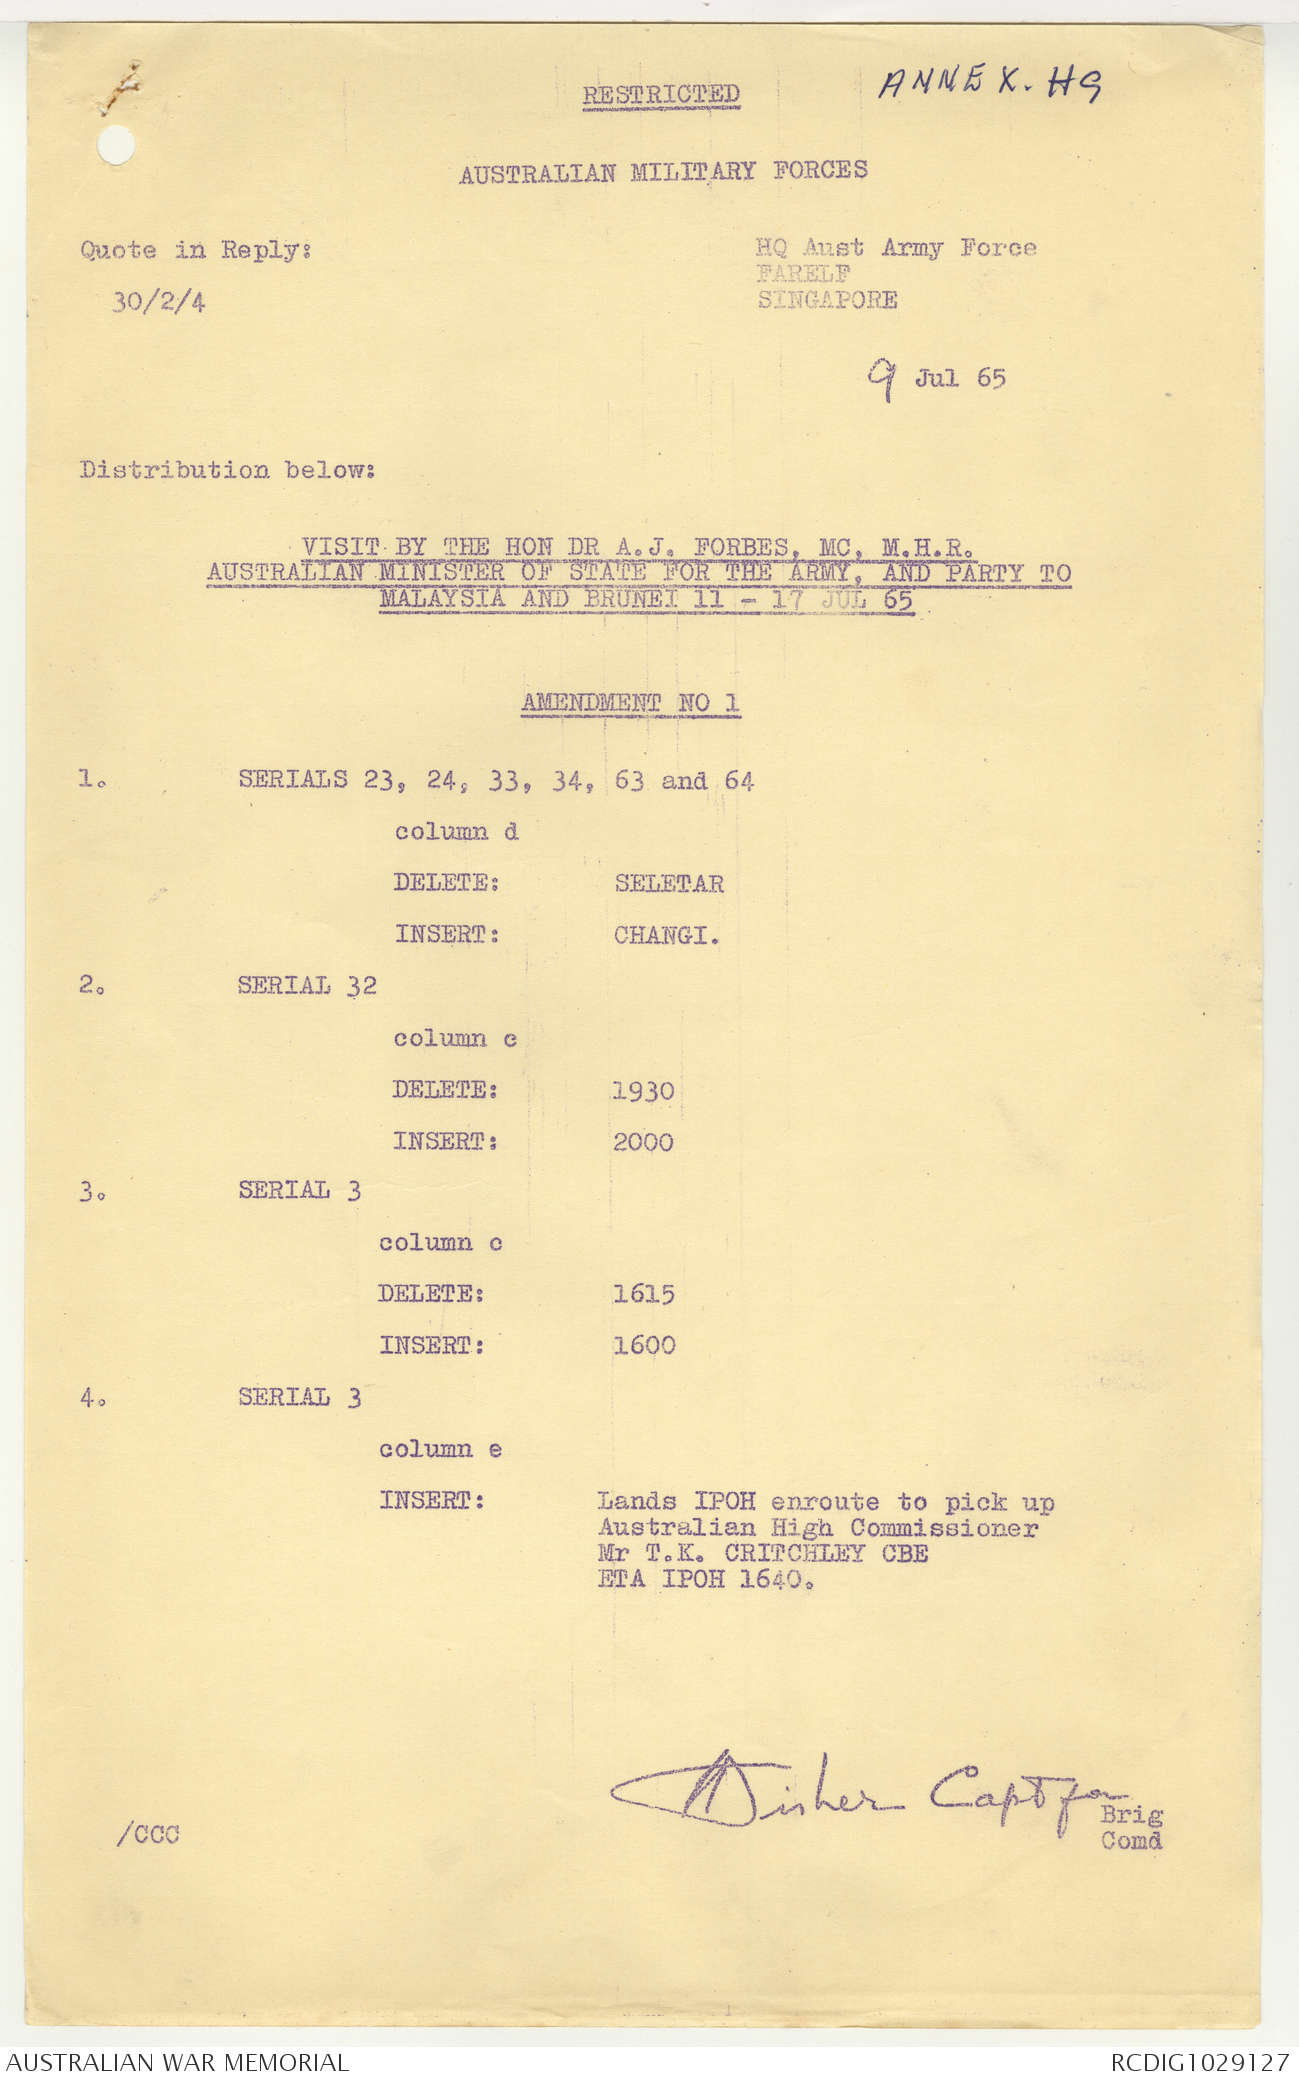 RESTRICTED
ANNEX. H9
AUSTRALIAN MILITARY FORCES
Quote in Reply:
30/2/4
HQ Aust Army Force
FARELF
SINGAPORE
9 Jul 65
Distribution below:
VISIT BY THE HON DR A.J. FORBES, MC, M.H.R.
AUSTRALIAN MINISTER OF STATE FOR THE ARMY, AND PARTY TO
MALAYSIA AND BRUNEI 11 - 17 JUL 65
AMENDMENT NO 1
1. SERIALS 23, 24, 33, 34, 63 and 64
column d
DELETE: SELETAR
INSERT: CHANGI.
2. SERIAL 32
column c
DELETE: 1930
INSERT: 2000
3. SERIAL 3
column c
DELETE: 1615
INSERT: 1600
4. SERIAL 3
column e
INSERT: Lands IPOH enroute to pick up
Australian High Commissioner
Mr T.K. CRITCHLEY CBE
ETA IPOH 1640.
Capt for
Brig
Comd
/CCC
AUSTRALIAN WAR MEMORIAL
RCDIG1029127